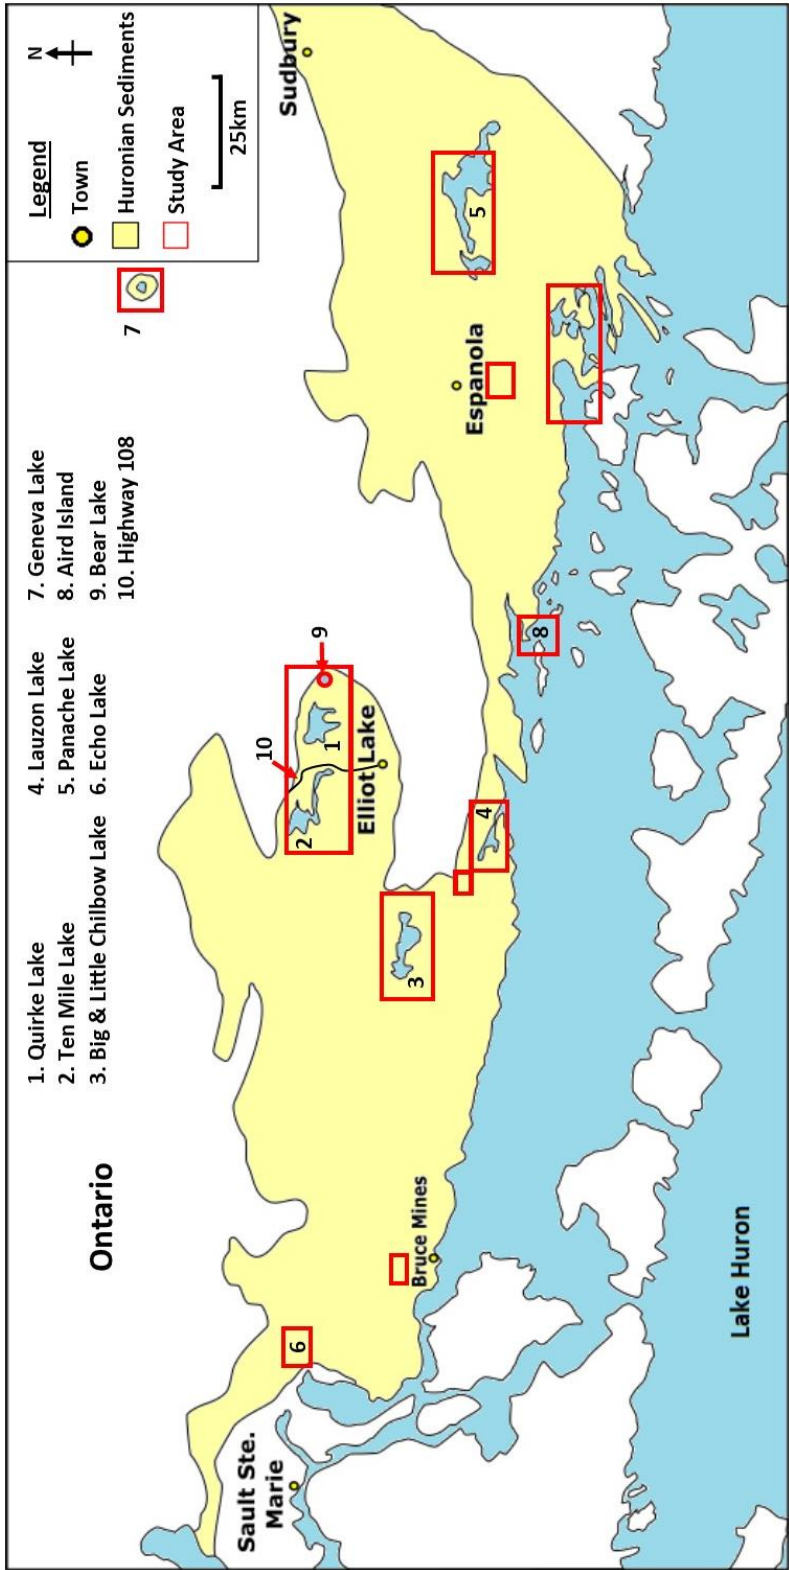 Ontario
1. Quirke Lake
2. Ten Mile Lake
3. Big & Little Chilbow Lake
4. Lauzon Lake
5. Panache Lake
6. Echo Lake
7. Geneva Lake
8. Aird Island
9. Bear Lake
10. Highway 108
Legend
N
Town
Huronian Sediments
Study Area
25km
7
Sudbury
10
9
2
1
Elliot Lake
6
Sault Ste.
Marie
3
Bruce Mines
4
8
Espanola
5
Lake Huron